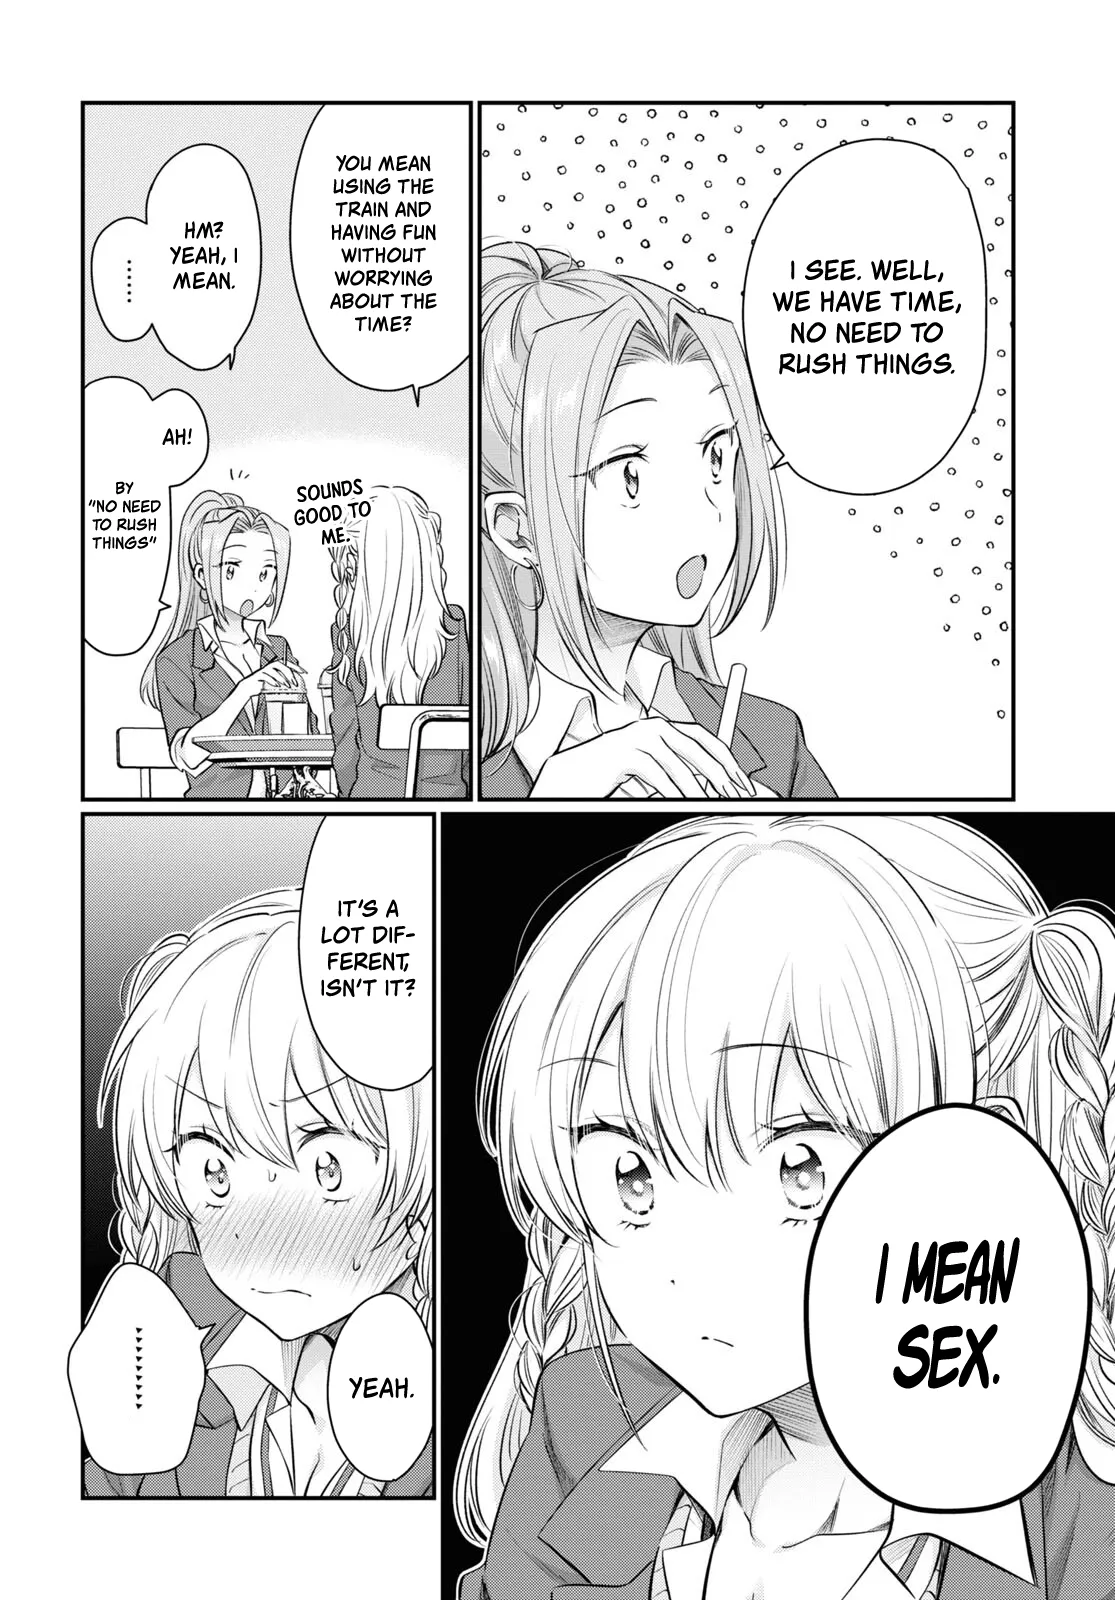 I SEE. WELL,
WE HAVE TIME,
NO NEED TO
RUSH THINGS.
YOU MEAN
USING THE
TRAIN AND
HAVING FUN
WITHOUT
WORRYING
ABOUT THE
TIME?
HM?
YEAH, I
MEAN.
......
SOUNDS
GOOD TO
ME.
AH!
BY
"NO NEED
TO RUSH
THINGS"
I MEAN
SEX.
IT'S A
LOT DIF-
FERENT,
ISN'T IT?
YEAH.
.........